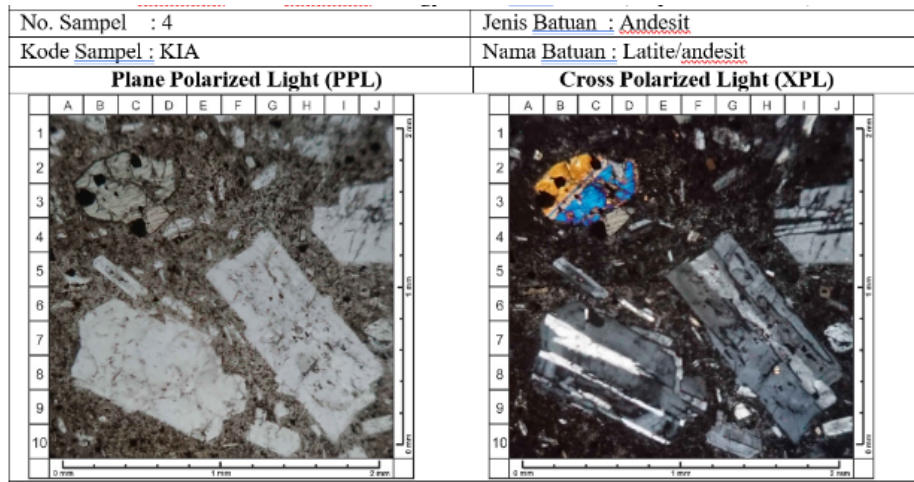 No. Sampel : 4
Jenis Batuan : Andesit
Kode Sampel : KIA
Nama Batuan : Latite/andesit
Plane Polarized Light (PPL)
Cross Polarized Light (XPL)
A B C D E F G H I J
1
2
3
4
5
6
7
8
9
10
2 mm
1 mm
0 mm
0 mm 1 mm 2 mm
A B C D E F G H I J
1
2
3
4
5
6
7
8
9
10
2 mm
1 mm
0 mm
0 mm 1 mm 2 mm